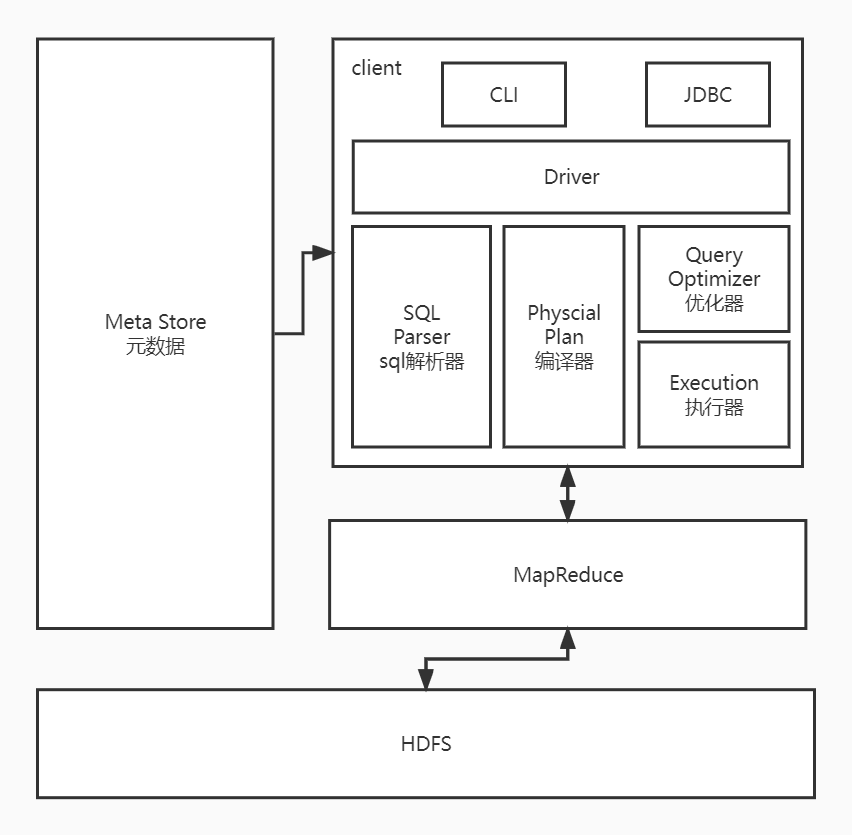 Meta Store
元数据
client
CLI
JDBC
Driver
SQL
Parser
sql解析器
Physcial
Plan
编译器
Query
Optimizer
优化器
Execution
执行器
MapReduce
HDFS